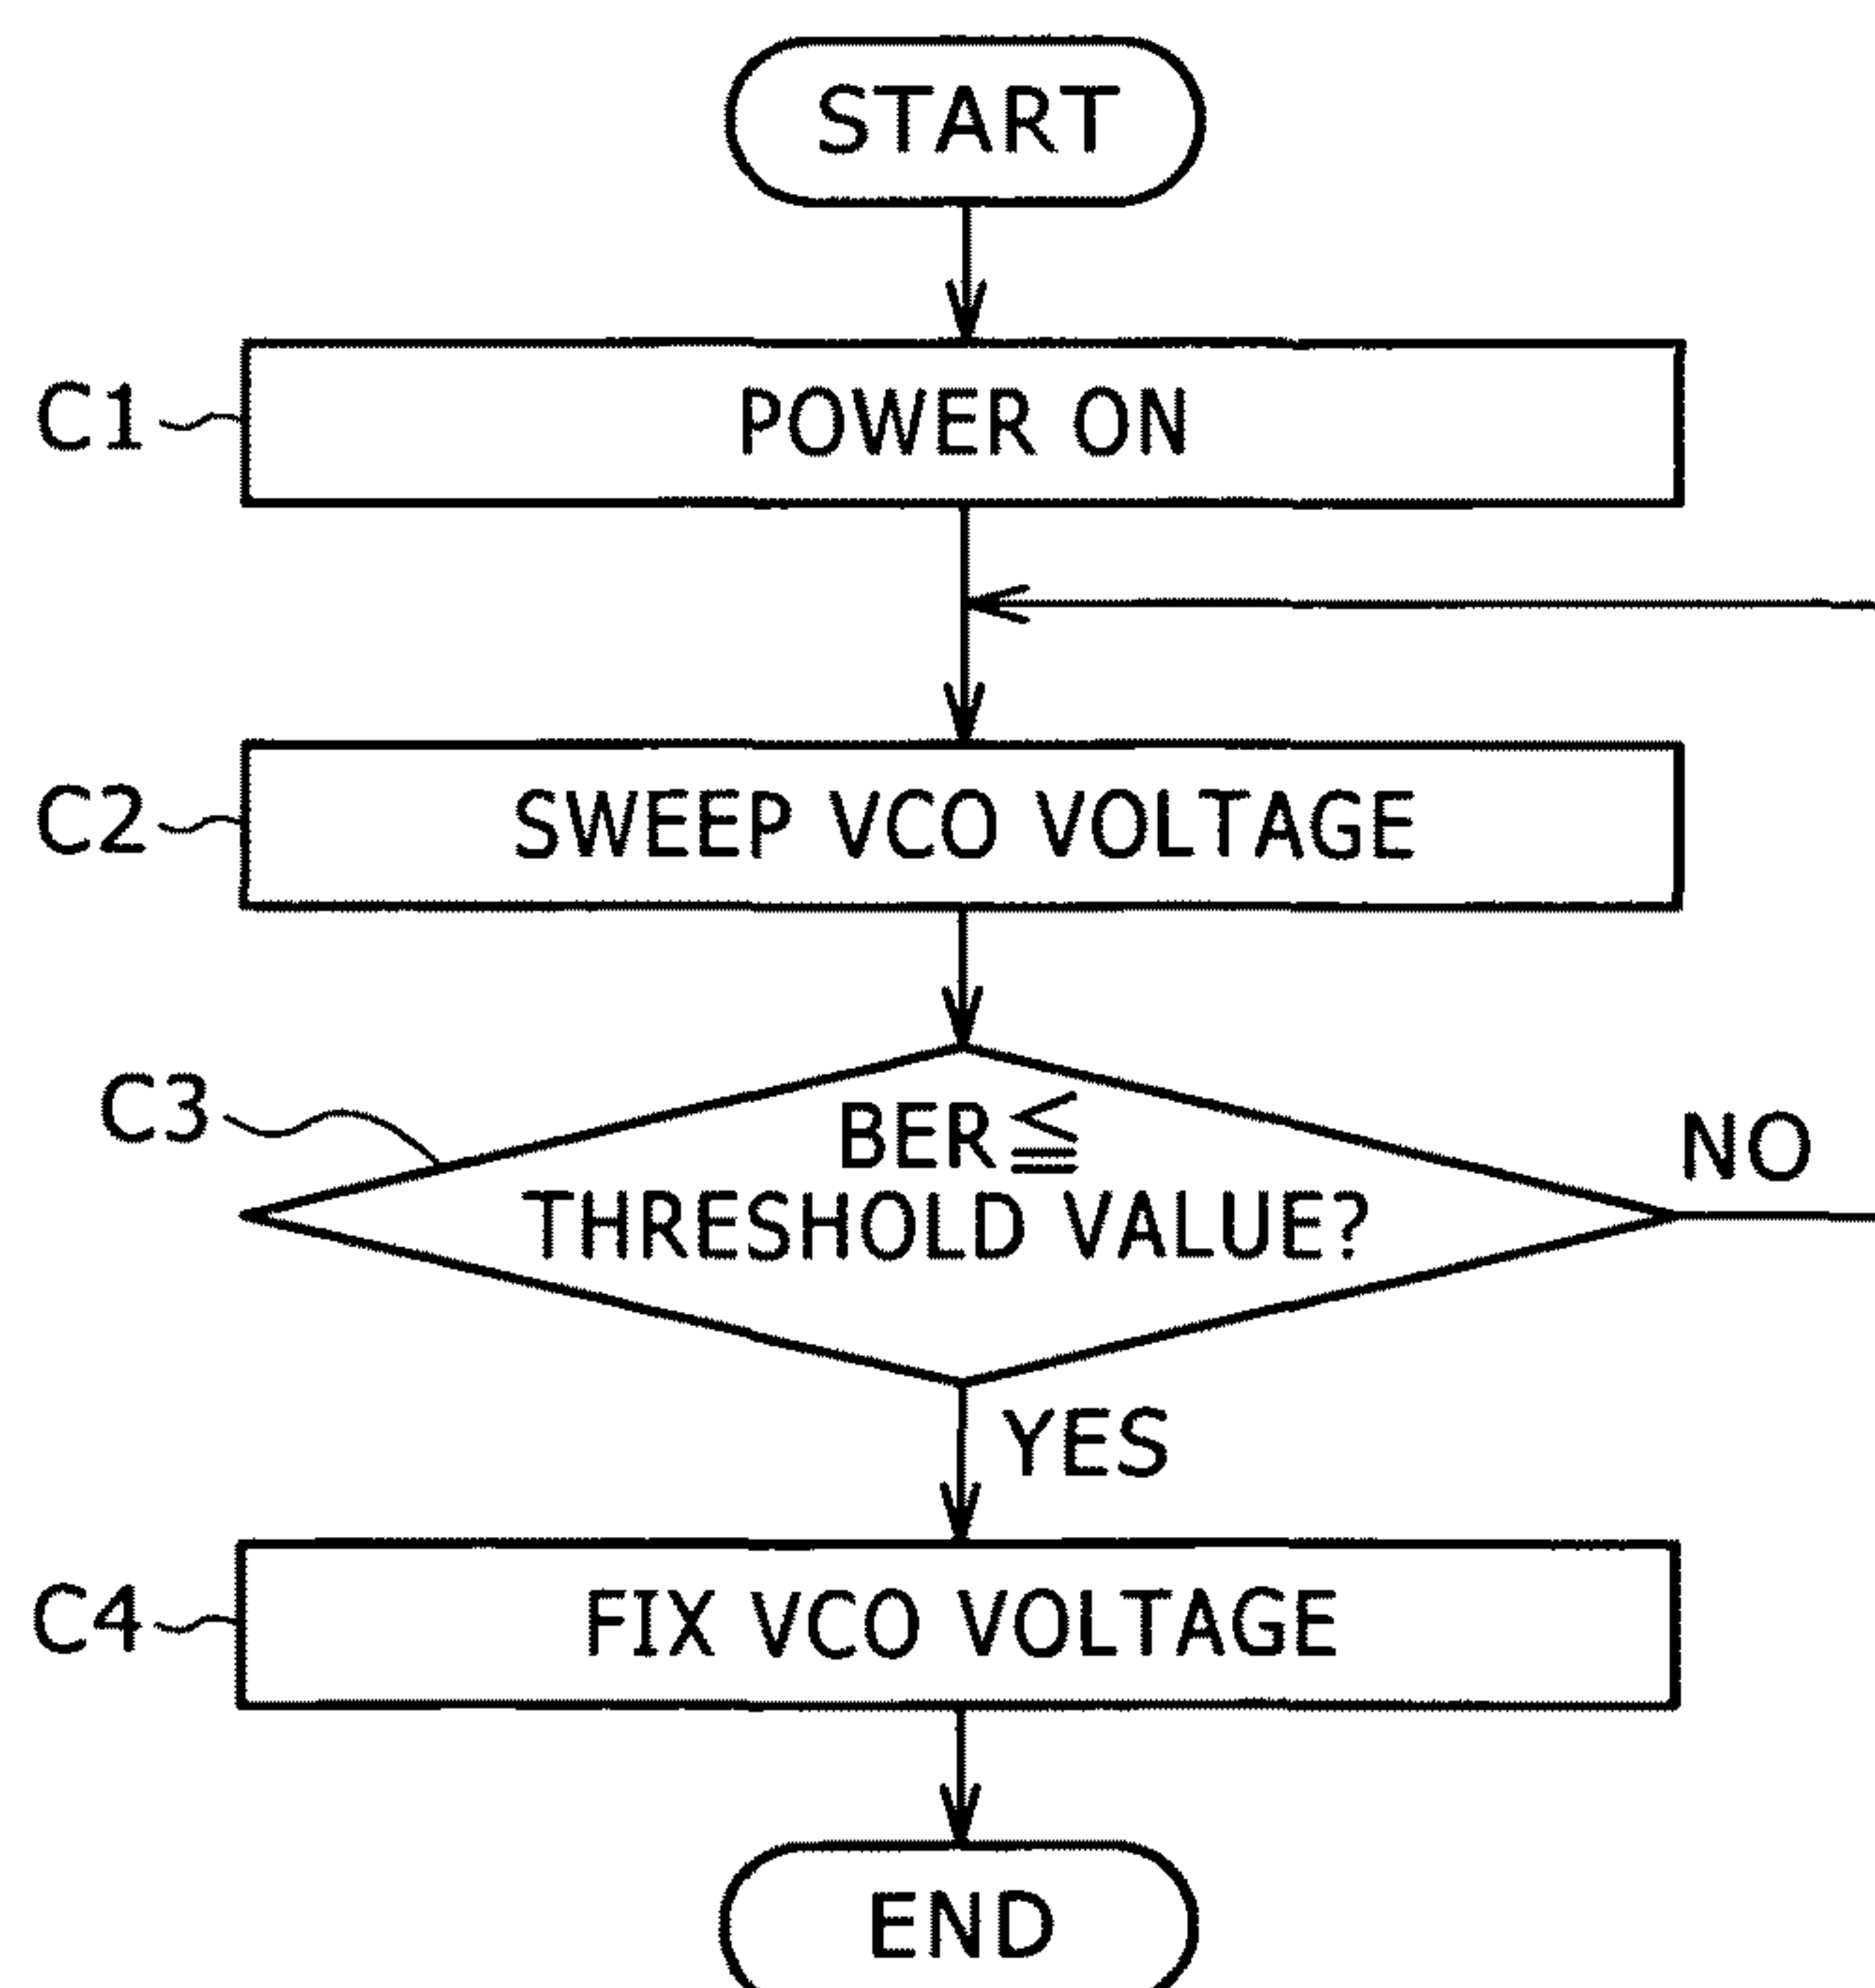 START
C1
POWER ON
C2
SWEEP VCO VOLTAGE
C3
BER≦
THRESHOLD VALUE?
NO
YES
C4
FIX VCO VOLTAGE
END